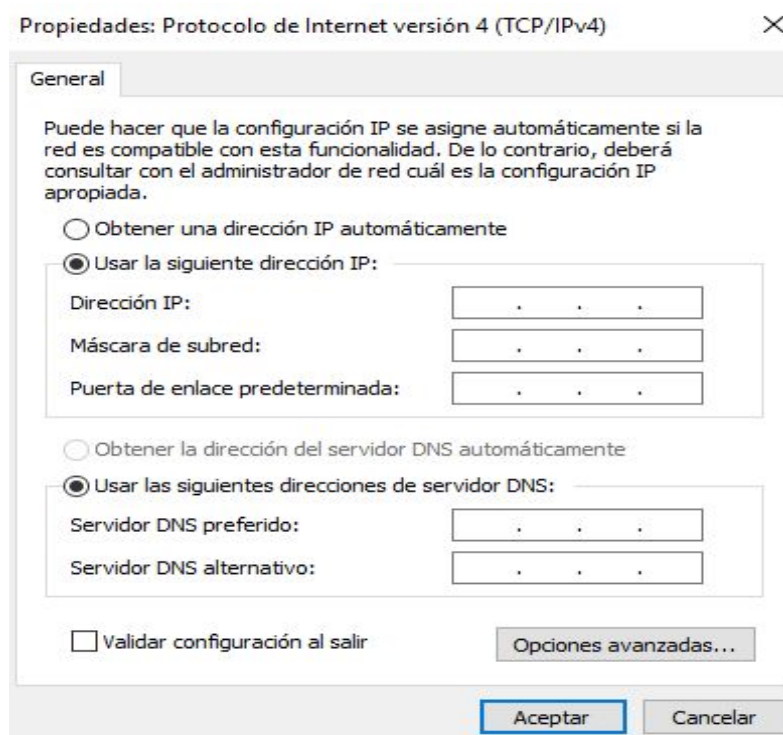 Propiedades: Protocolo de Internet versión 4 (TCP/IPv4)
General
Puede hacer que la configuración IP se asigne automáticamente si la
red es compatible con esta funcionalidad. De lo contrario, deberá
consultar con el administrador de red cuál es la configuración IP
apropiada.
Obtener una dirección IP automáticamente
Usar la siguiente dirección IP:
Dirección IP:
Máscara de subred:
Puerta de enlace predeterminada:
Obtener la dirección del servidor DNS automáticamente
Usar las siguientes direcciones de servidor DNS:
Servidor DNS preferido:
Servidor DNS alternativo:
Validar configuración al salir
Opciones avanzadas...
Aceptar
Cancelar